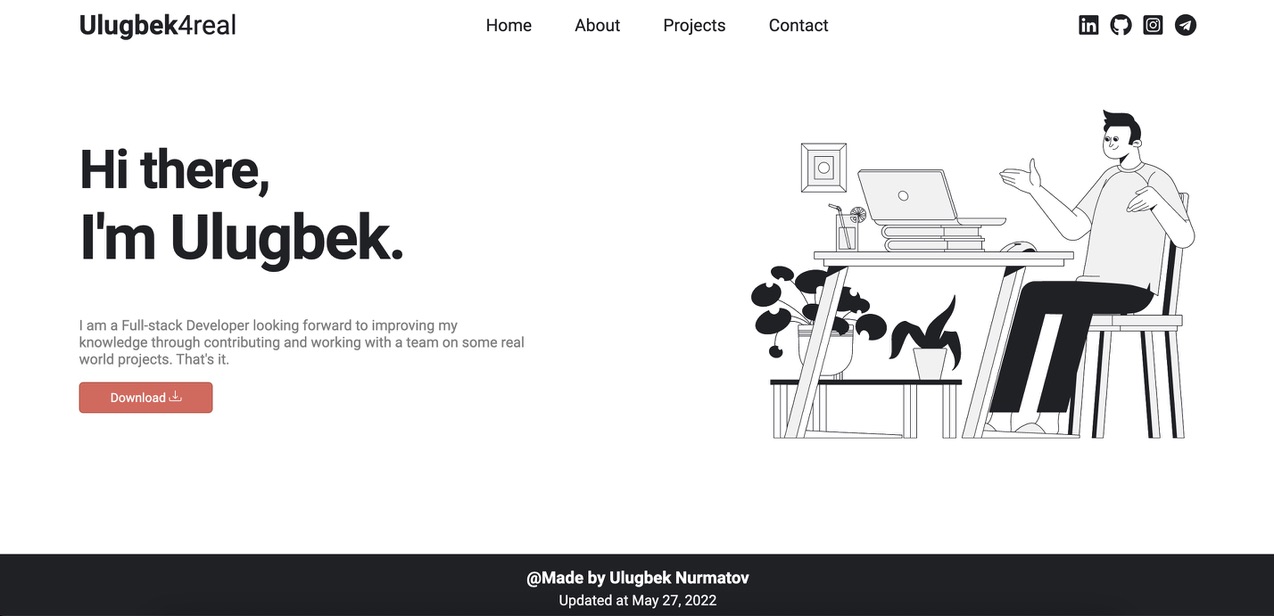 Ulugbek4real
Home About Projects Contact
Hi there,
I'm Ulugbek.
I am a Full-stack Developer looking forward to improving my
knowledge through contributing and working with a team on some real
world projects. That's it.
Download
@Made by Ulugbek Nurmatov
Updated at May 27, 2022